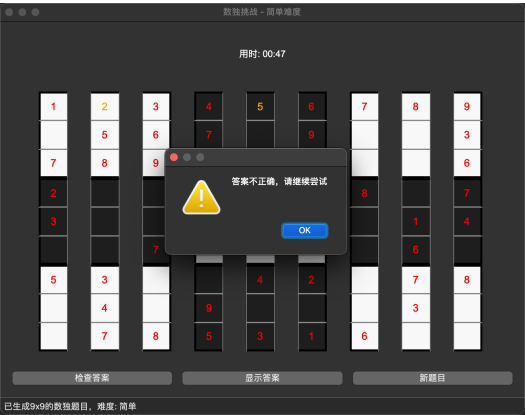 数独挑战 - 简单难度
用时: 00:47
1 2 3 4 5 6 7 8 9
5 6 7 9 3
7 8 9 6
答案不正确，请继续尝试
2 8 7
OK
3 1 4
7 6
5 3 4 2 7 8
4 9 3
7 8 5 3 1 6
检查答案 显示答案 新题目
已生成9x9的数独题目，难度: 简单